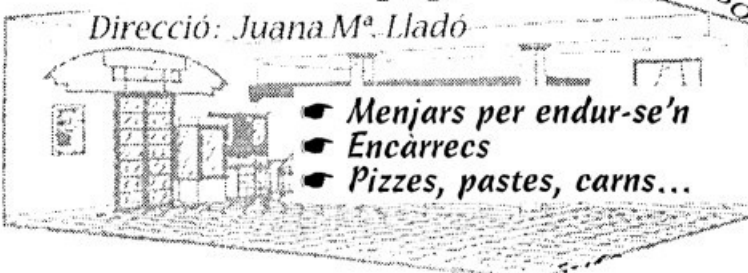 Direcció: Juana Mª. Lladó
☛ Menjars per endur-se'n
☛ Encàrrecs
☛ Pizzes, pastes, carns...